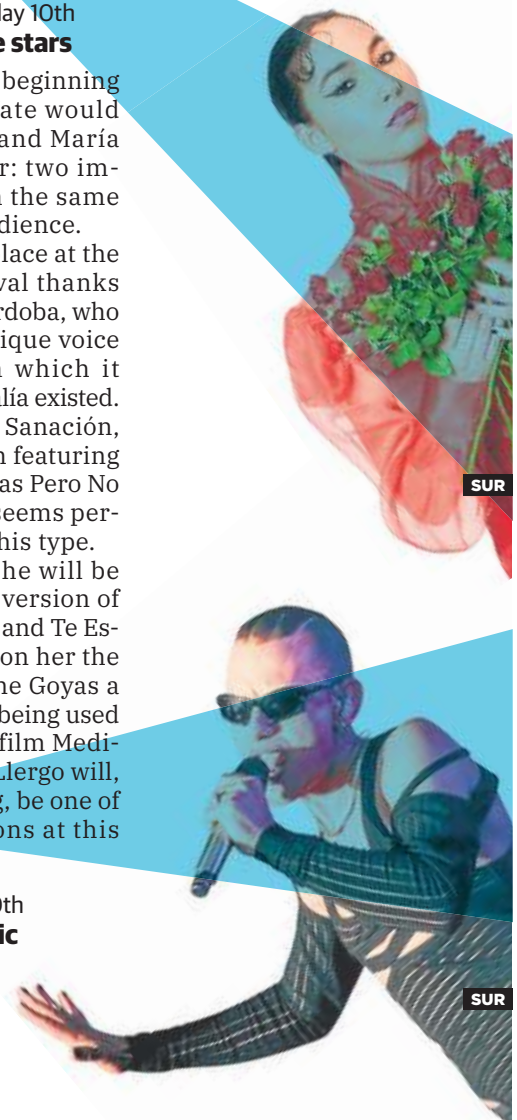 ay 10th
e stars
beginning
ate would
and María
r: two im-
the same
dience.
lace at the
val thanks
rdoba, who
ique voice
which it
lía existed.
Sanación,
n featuring
as Pero No
seems per-
his type.
he will be
version of
and Te Es-
on her the
ne Goyas a
being used
film Medi-
Llergo will,
g, be one of
ons at this
0th
ic
SUR
SUR